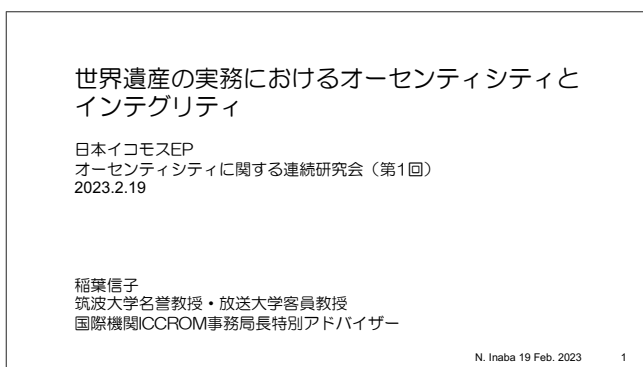 世界遺産の実務におけるオーセンティシティと
インテグリティ
日本イコモスEP
オーセンティシティに関する連続研究会（第1回）
2023.2.19
稲葉信子
筑波大学名誉教授・放送大学客員教授
国際機関ICCROM事務局長特別アドバイザー
N. Inaba 19 Feb. 2023 1